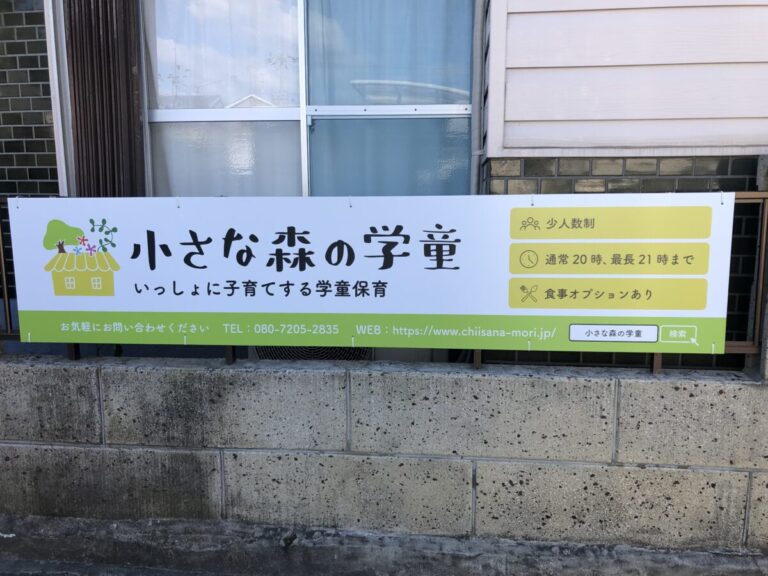 小さな森の学童
いっしょに子育てする学童保育
少人数制
通常20時、最長21時まで
食事オプションあり
お気軽にお問い合わせください TEL:080-7205-2835 WEB:https://www.chiisana-mori.jp/ 小さな森の学童 検索